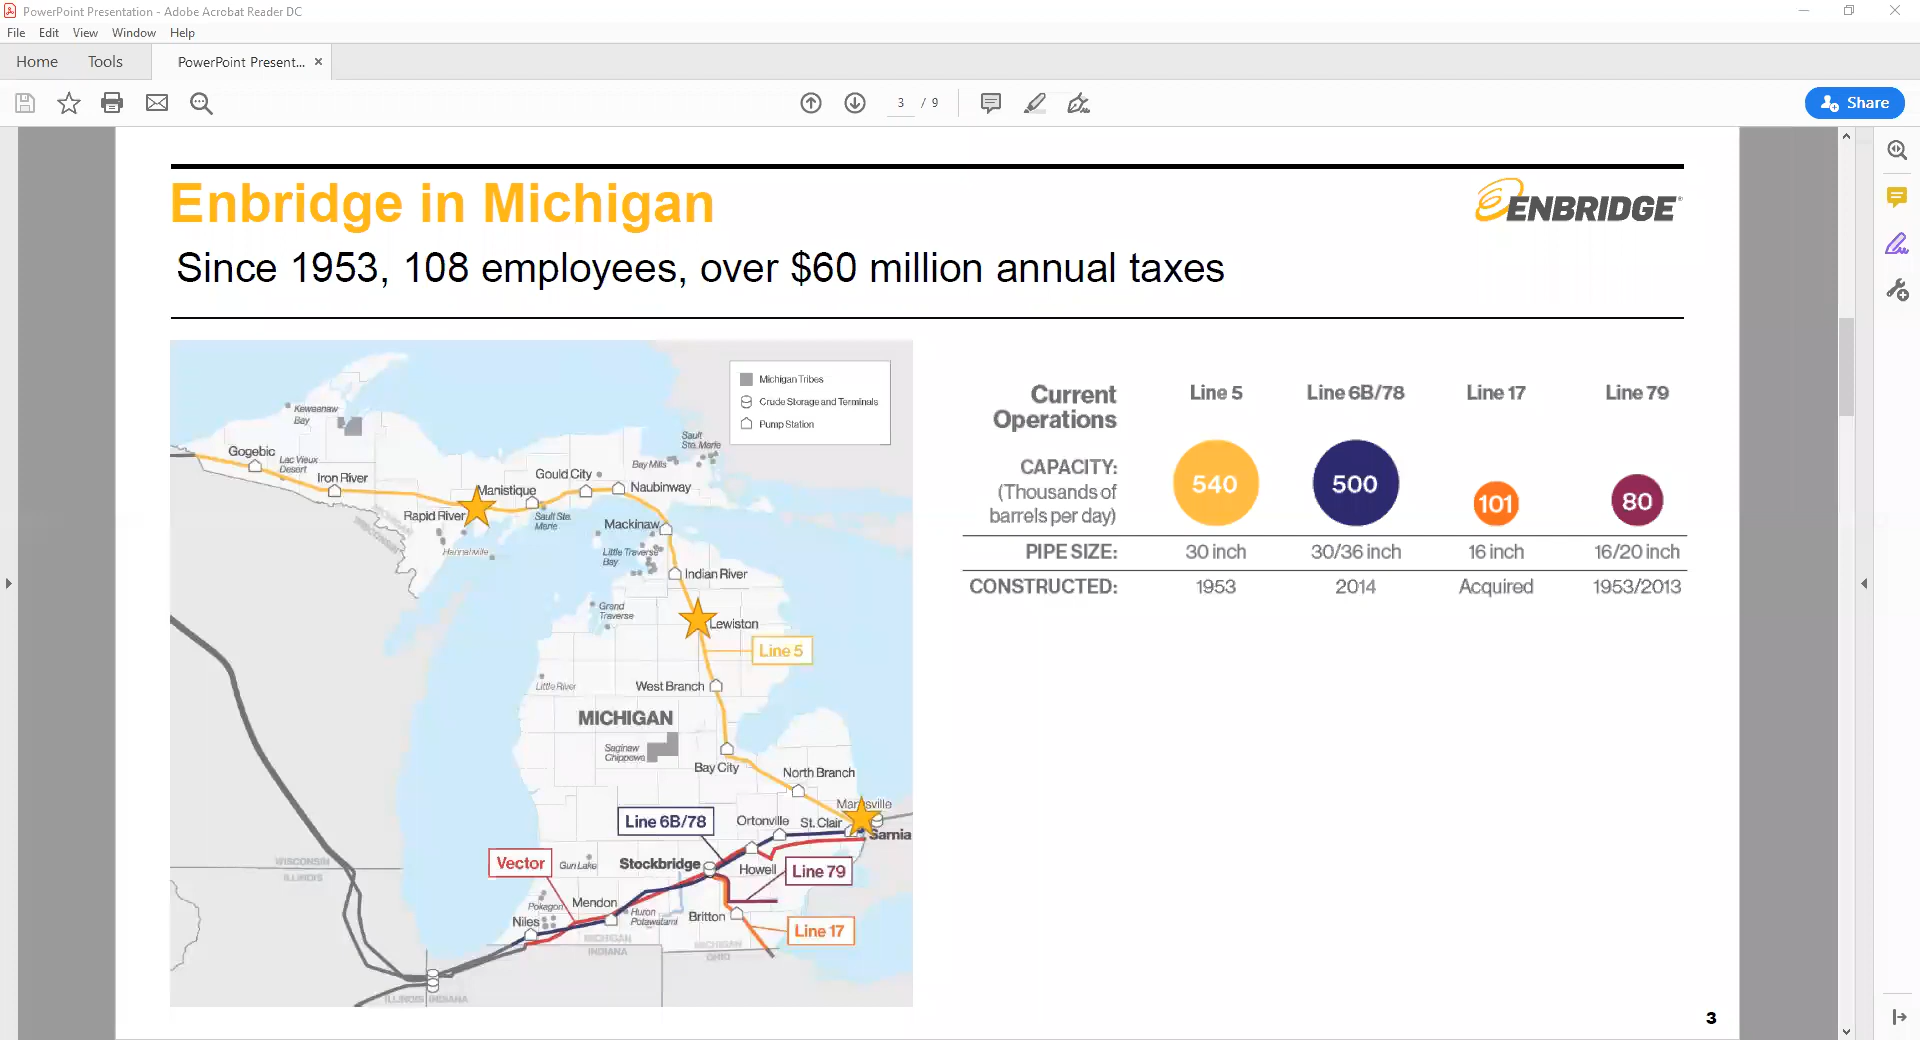 PowerPoint Presentation - Adobe Acrobat Reader DC
File Edit View Window Help
Home Tools PowerPoint Present... ×
3 / 9
Share
Enbridge in Michigan
ENBRIDGE
Since 1953, 108 employees, over $60 million annual taxes
Michigan Tribes
Crude Storage and Terminals
Pump Station
Keweenaw
Bay
Gogebic
Lac Vieux
Desert
Iron River
Rapid River
Manistique
Hannahville
Gould City
Sault Ste.
Marie
Bay Mills
Sault
Ste. Marie
Naubinway
Mackinaw
Little Traverse
Bay
Indian River
Grand
Traverse
Lewiston
Line 5
Little River
West Branch
MICHIGAN
Saginaw
Chippewa
Bay City
North Branch
Marysville
Line 6B/78
Ortonville
St. Clair
Sarnia
WISCONSIN
ILLINOIS
Vector
Gun Lake
Stockbridge
Howell
Line 79
Pokagon
Mendon
Huron
Potawatami
Niles
Britton
Line 17
MICHIGAN
INDIANA
MICHIGAN
OHIO
ILLINOIS INDIANA
Current
Operations
Line 5 Line 6B/78 Line 17 Line 79
CAPACITY:
(Thousands of
barrels per day)
540 500 101 80
PIPE SIZE: 30 inch 30/36 inch 16 inch 16/20 inch
CONSTRUCTED: 1953 2014 Acquired 1953/2013
3